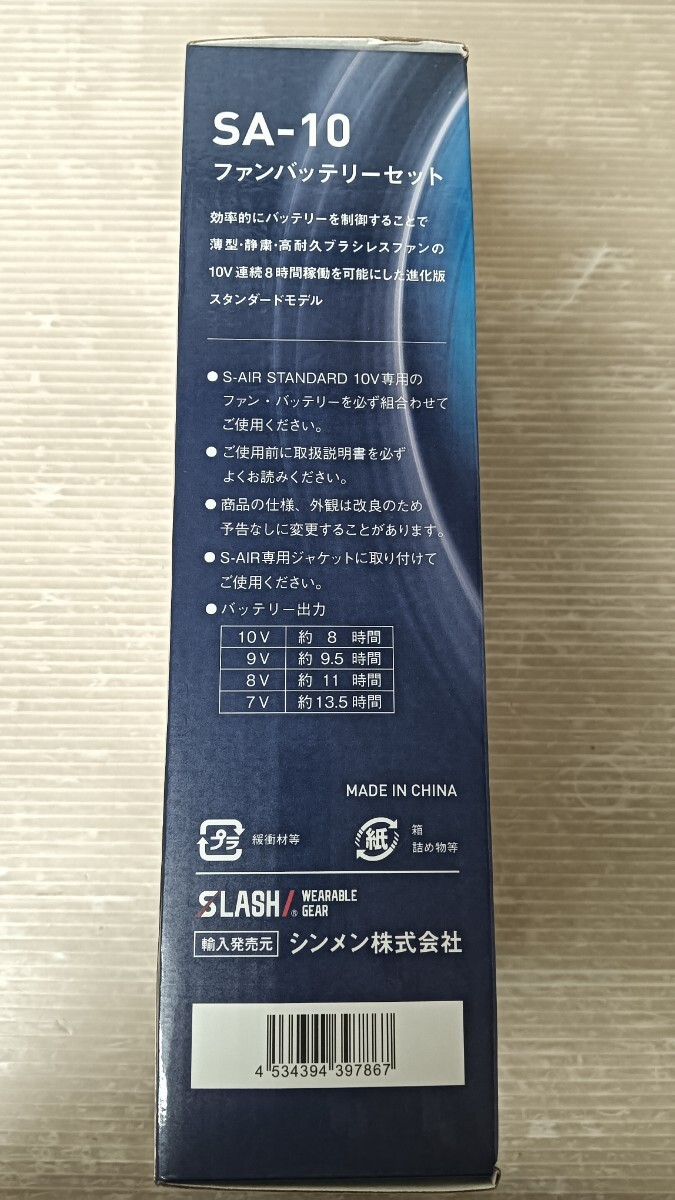 SA-10
ファンバッテリーセット
効率的にバッテリーを制御することで
薄型・静粛・高耐久ブラシレスファンの
10V連続8時間稼働を可能にした進化版
スタンダードモデル
● S-AIR STANDARD 10V専用の
ファン・バッテリーを必ず組合わせて
ご使用ください。
● ご使用前に取扱説明書を必ず
よくお読みください。
● 商品の仕様、外観は改良のため
予告なしに変更することがあります。
● S-AIR専用ジャケットに取り付けて
ご使用ください。
● バッテリー出力
10V 約 8 時間
9V 約 9.5 時間
8V 約 11 時間
7V 約13.5時間
MADE IN CHINA
プラ 緩衝材等 紙 箱
詰め物等
SLASH/® WEARABLE
GEAR
輸入発売元 シンメン株式会社
4 534394 397867